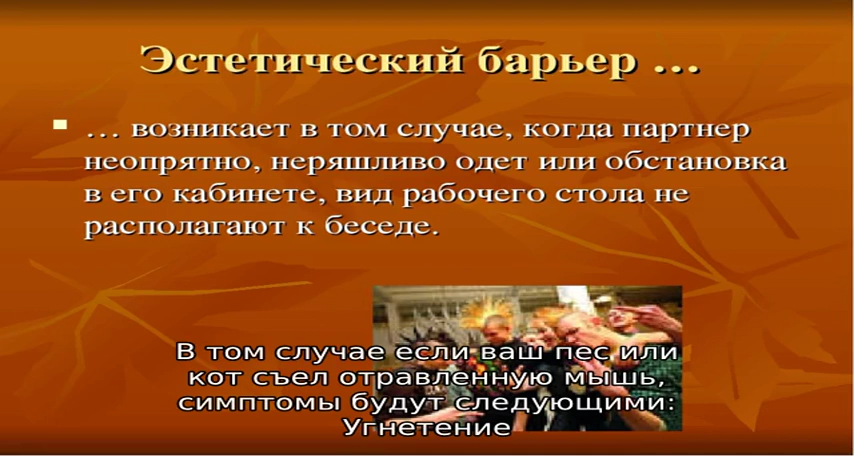 Эстетический барьер ...
... возникает в том случае, когда партнер
неопрятно, неряшливо одет или обстановка
в его кабинете, вид рабочего стола не
располагают к беседе.
В том случае если ваш пес или
кот съел отравленную мышь,
симптомы будут следующими:
Угнетение